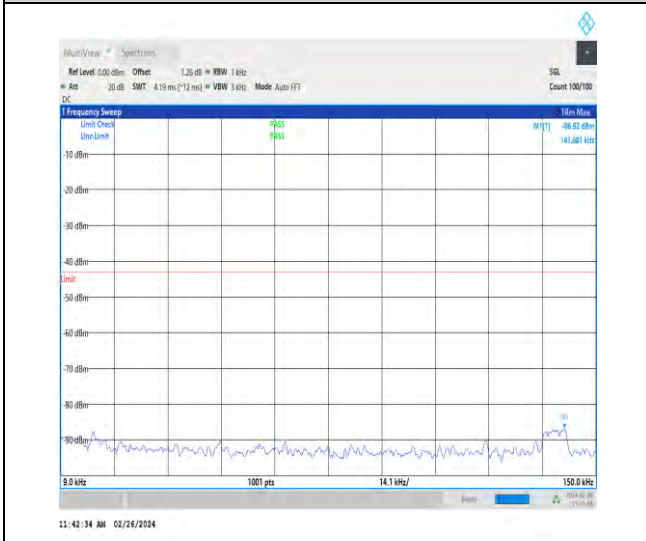 MultiView Spectrum
Ref Level 0.00 dBm Offset 1.26 dB RBW 1 kHz SGL
Att 20 dB SWT 4.19 ms (~12 ms) VBW 3 kHz Mode Auto FFT Count 100/100
DC
1 Frequency Sweep 1Rm Max
Limit Check PASS M1[1] -86.92 dBm
Line Limit PASS 141.681 kHz
-10 dBm
-20 dBm
-30 dBm
-40 dBm
Limit
-50 dBm
-60 dBm
-70 dBm
-80 dBm
M1
-90 dBm
9.0 kHz 1001 pts 14.1 kHz/ 150.0 kHz
Ready
11:42:34 AM 02/26/2024